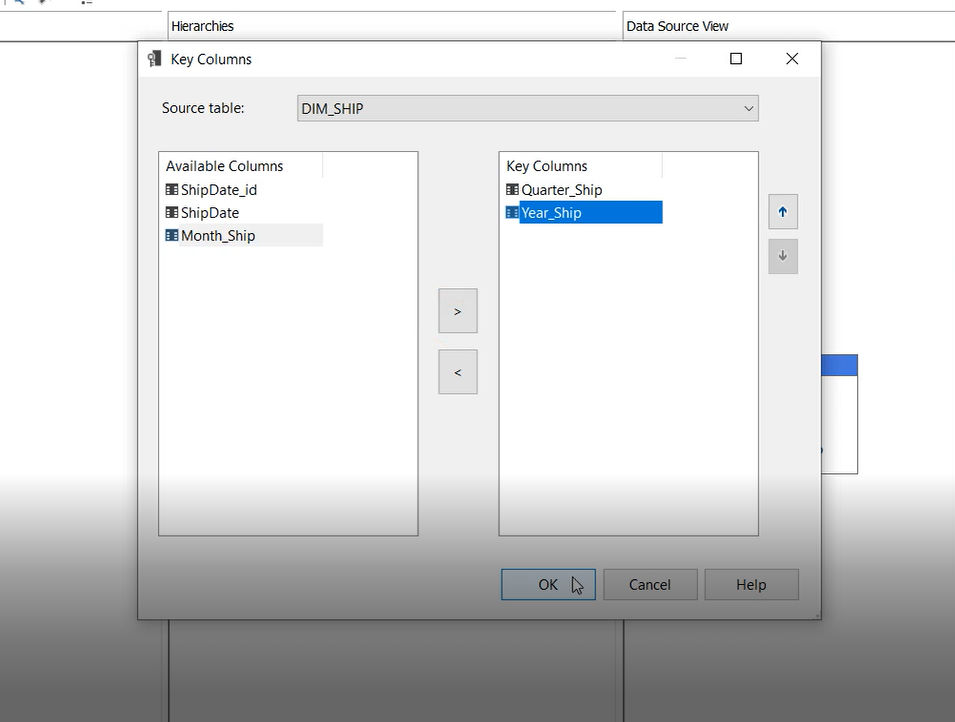 Hierarchies
Data Source View
Key Columns
Source table:
DIM_SHIP
Available Columns
ShipDate_id
ShipDate
Month_Ship
>
<
Key Columns
Quarter_Ship
Year_Ship
OK
Cancel
Help